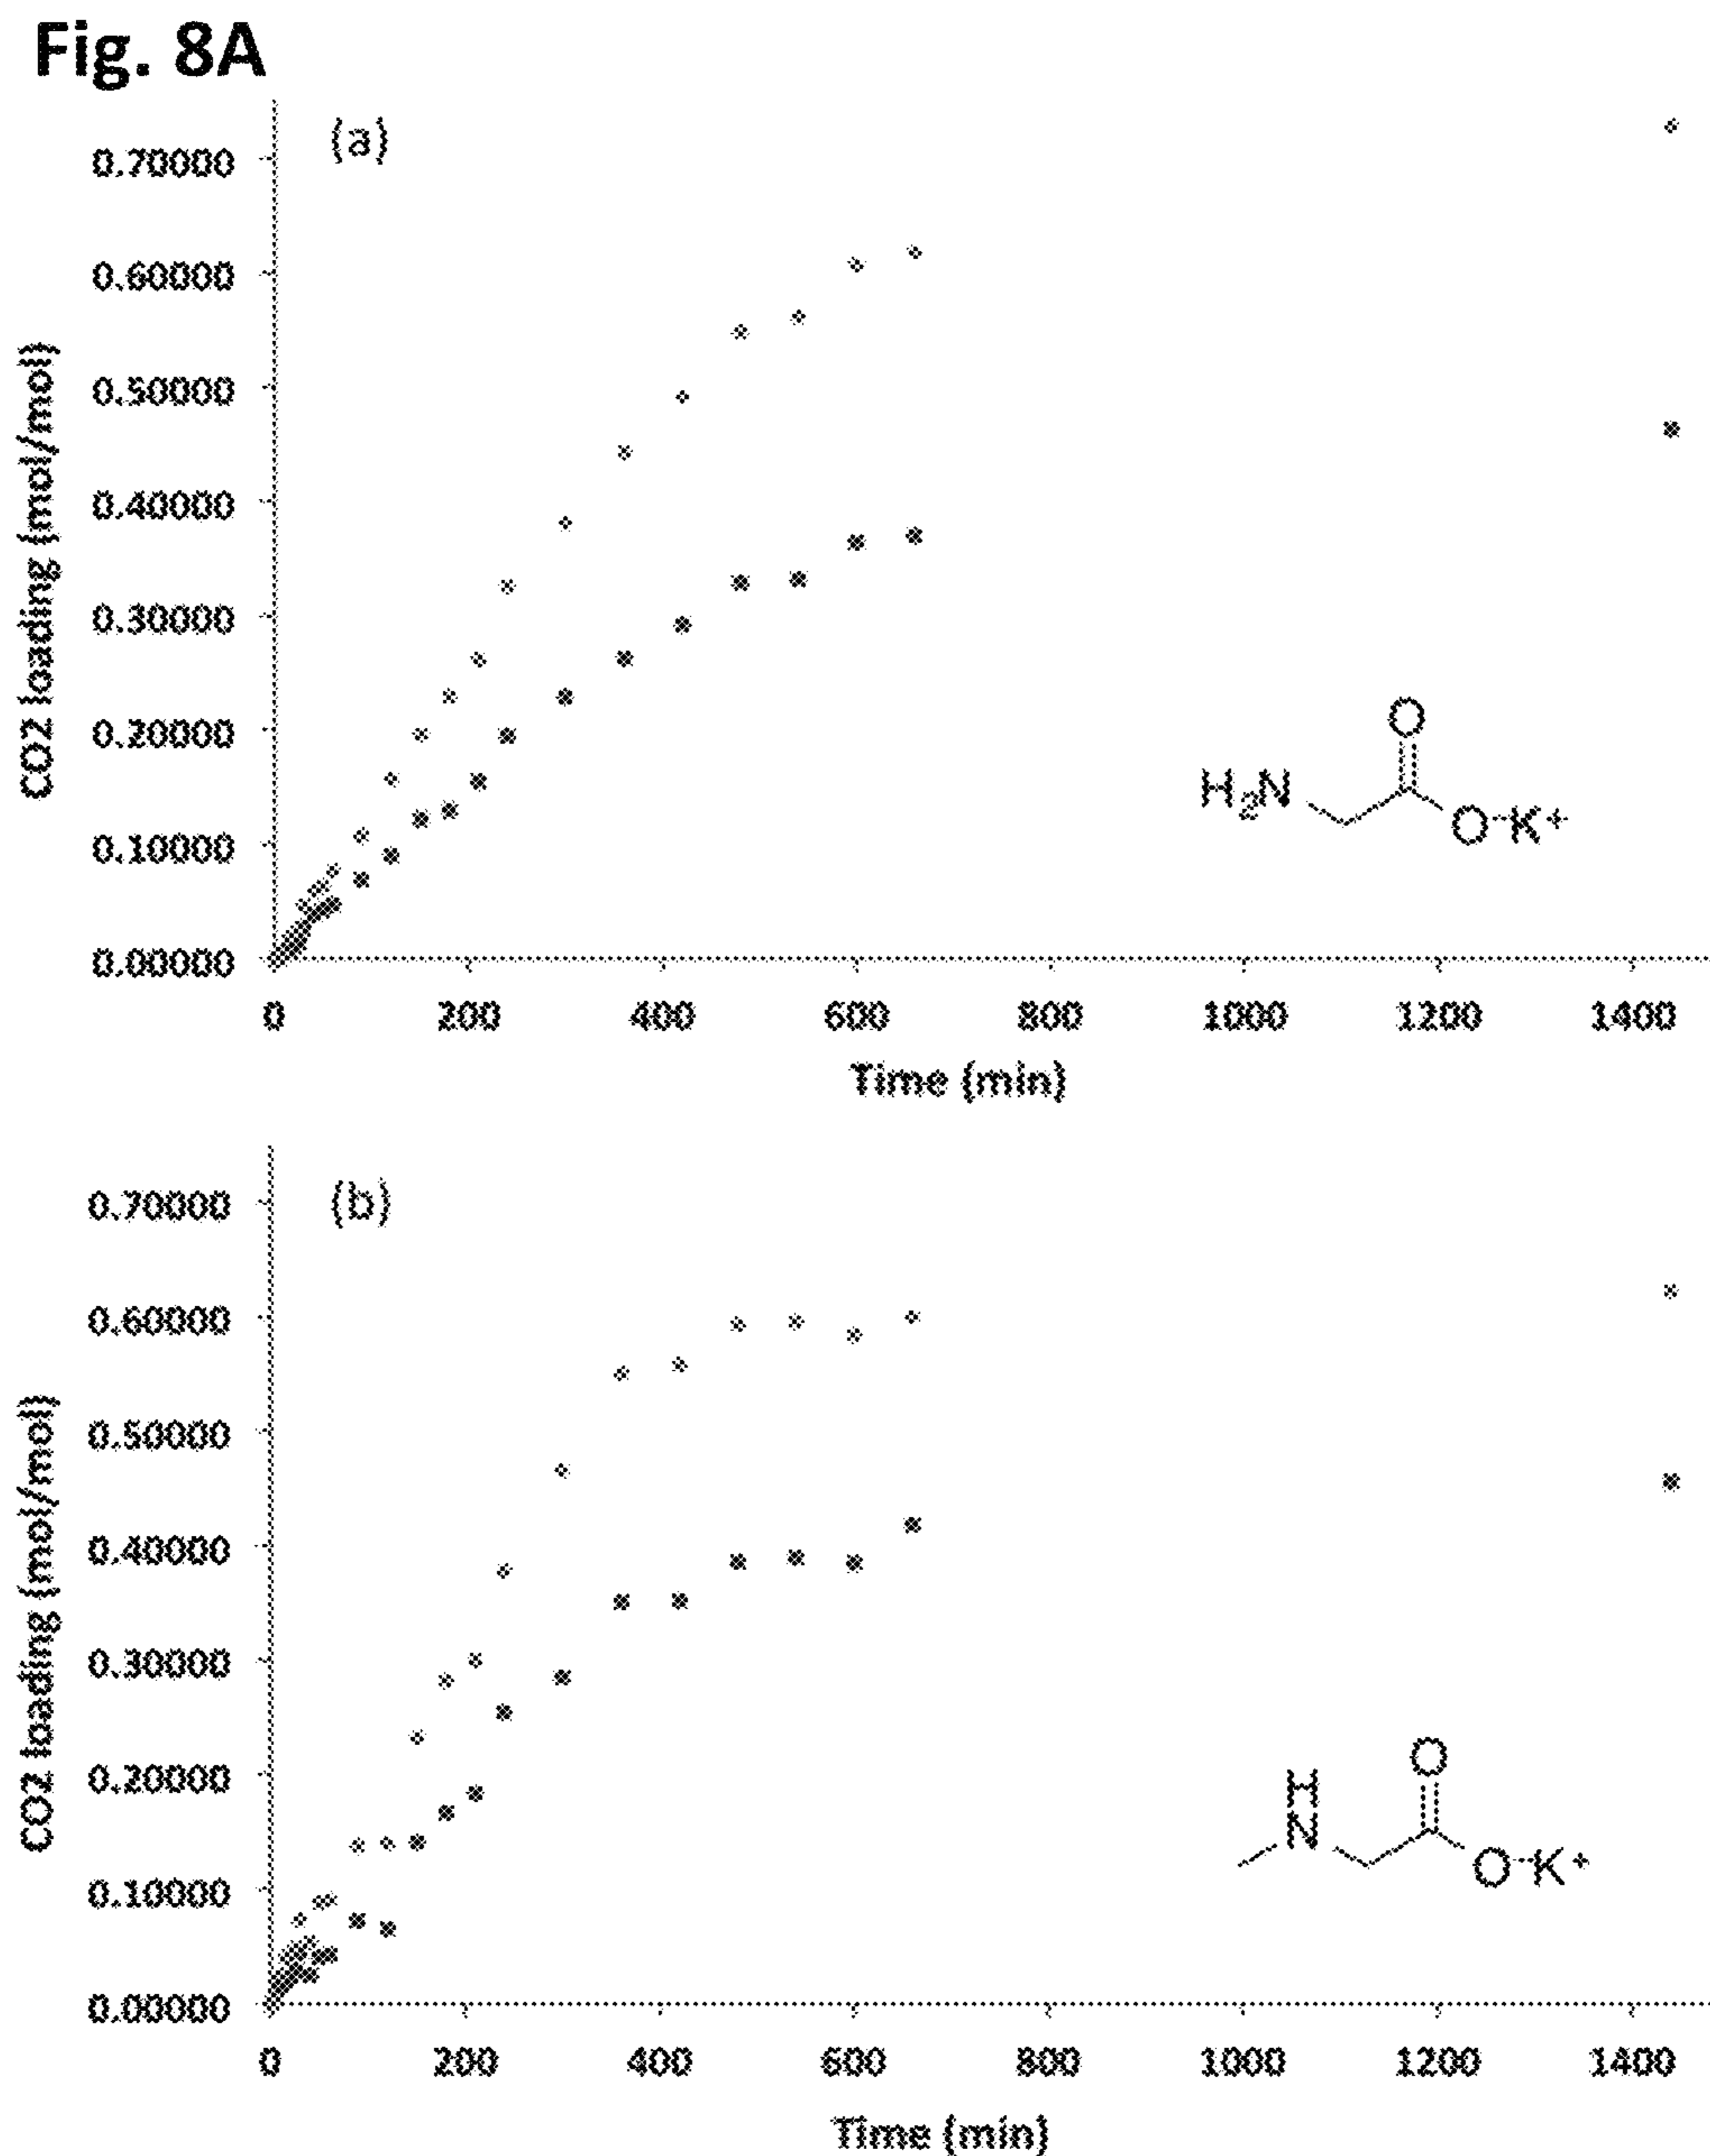 Fig. 8A
(a)
CO2 loading (mol/mol)
0.70000
0.60000
0.50000
0.40000
0.30000
0.20000
0.10000
0.00000
0 200 400 600 800 1000 1200 1400
Time (min)
O
H2N
O-K+
(b)
CO2 loading (mol/mol)
0.70000
0.60000
0.50000
0.40000
0.30000
0.20000
0.10000
0.00000
0 200 400 600 800 1000 1200 1400
Time (min)
O
H
N
O-K+